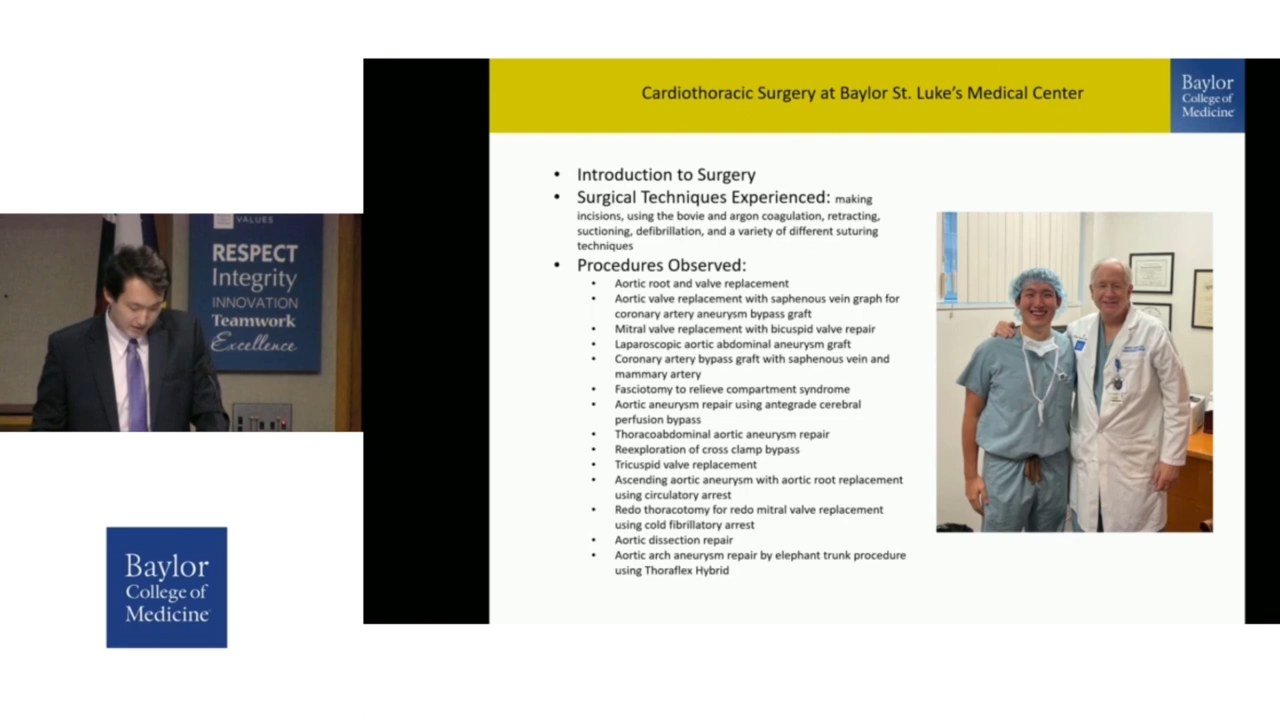 Cardiothoracic Surgery at Baylor St. Luke's Medical Center
Baylor
College of
Medicine
• Introduction to Surgery
• Surgical Techniques Experienced: making
incisions, using the bovie and argon coagulation, retracting,
suctioning, defibrillation, and a variety of different suturing
techniques
• Procedures Observed:
• Aortic root and valve replacement
• Aortic valve replacement with saphenous vein graph for
coronary artery aneurysm bypass graft
• Mitral valve replacement with bicuspid valve repair
• Laparoscopic aortic abdominal aneurysm graft
• Coronary artery bypass graft with saphenous vein and
mammary artery
• Fasciotomy to relieve compartment syndrome
• Aortic aneurysm repair using antegrade cerebral
perfusion bypass
• Thoracoabdominal aortic aneurysm repair
• Reexploration of cross clamp bypass
• Tricuspid valve replacement
• Ascending aortic aneurysm with aortic root replacement
using circulatory arrest
• Redo thoracotomy for redo mitral valve replacement
using cold fibrillatory arrest
• Aortic dissection repair
• Aortic arch aneurysm repair by elephant trunk procedure
using Thoraflex Hybrid
VALUES
RESPECT
Integrity
INNOVATION
Teamwork
Excellence
Baylor
College of
Medicine